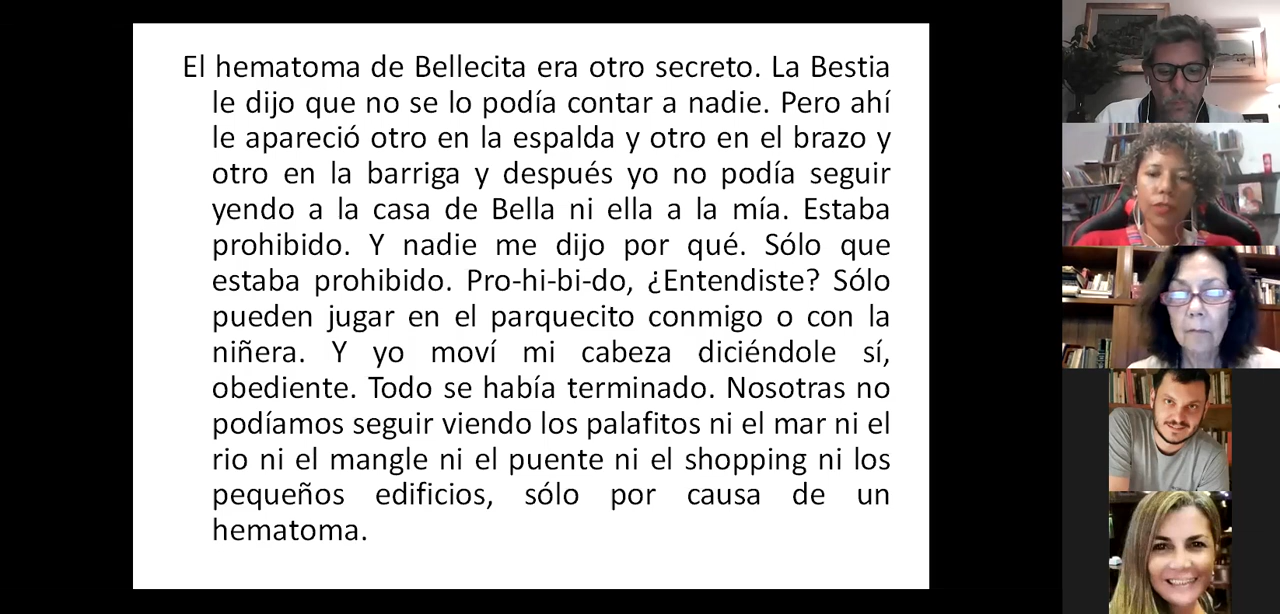 El hematoma de Bellecita era otro secreto. La Bestia
le dijo que no se lo podía contar a nadie. Pero ahí
le apareció otro en la espalda y otro en el brazo y
otro en la barriga y después yo no podía seguir
yendo a la casa de Bella ni ella a la mía. Estaba
prohibido. Y nadie me dijo por qué. Sólo que
estaba prohibido. Pro-hi-bi-do, ¿Entendiste? Sólo
pueden jugar en el parquecito conmigo o con la
niñera. Y yo moví mi cabeza diciéndole sí,
obediente. Todo se había terminado. Nosotras no
podíamos seguir viendo los palafitos ni el mar ni el
rio ni el mangle ni el puente ni el shopping ni los
pequeños edificios, sólo por causa de un
hematoma.